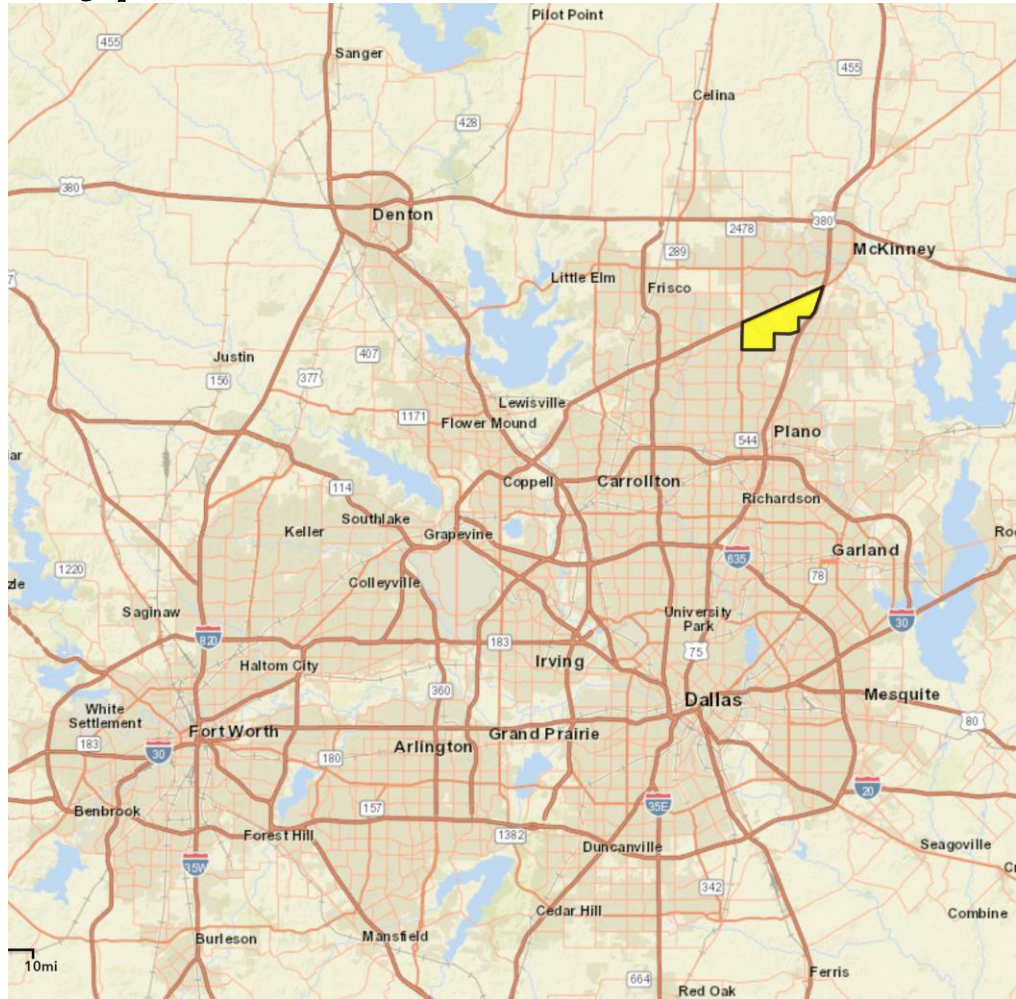 Pilot Point
455
Sanger
455
Celina
428
380
Denton
380
2478
McKinney
289
Little Elm
Frisco
Justin
407
156
377
Lewisville
1171
Flower Mound
Plano
544
Coppell
Carrollton
114
Richardson
Southlake
Keller
Grapevine
Garland
635
1220
78
Colleyville
Saginaw
University
Park
30
820
183
75
Irving
Haltom City
360
Dallas
Mesquite
White
Settlement
80
Fort Worth
Grand Prairie
183
Arlington
30
180
20
35E
157
Benbrook
Forest Hill
1382
Duncanville
Seagoville
35W
342
Cedar Hill
Combine
Burleson
Mansfield
10mi
664
Ferris
Red Oak